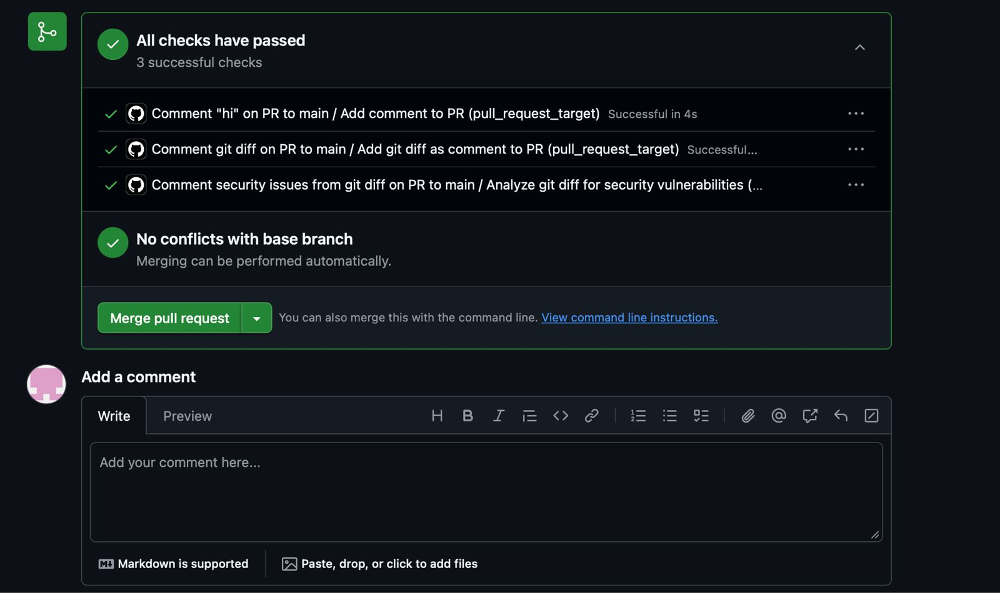 All checks have passed
3 successful checks
Comment "hi" on PR to main / Add comment to PR (pull_request_target) Successful in 4s
Comment git diff on PR to main / Add git diff as comment to PR (pull_request_target) Successful...
Comment security issues from git diff on PR to main / Analyze git diff for security vulnerabilities (...
No conflicts with base branch
Merging can be performed automatically.
Merge pull request You can also merge this with the command line. View command line instructions.
Add a comment
Write Preview
Add your comment here...
Markdown is supported Paste, drop, or click to add files